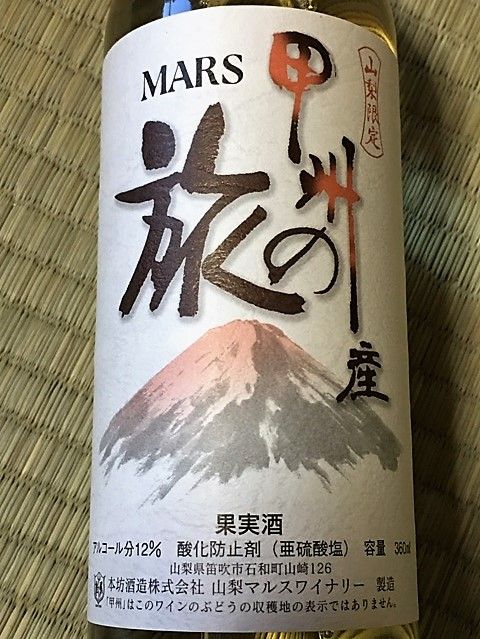 MARS
山梨限定
甲州の
旅
産
果実酒
アルコール分12% 酸化防止剤（亜硫酸塩） 容量 360ml
山梨県笛吹市石和町山崎126
本坊酒造株式会社 山梨マルスワイナリー 製造
「甲州」はこのワインのぶどうの収穫地の表示ではありません。